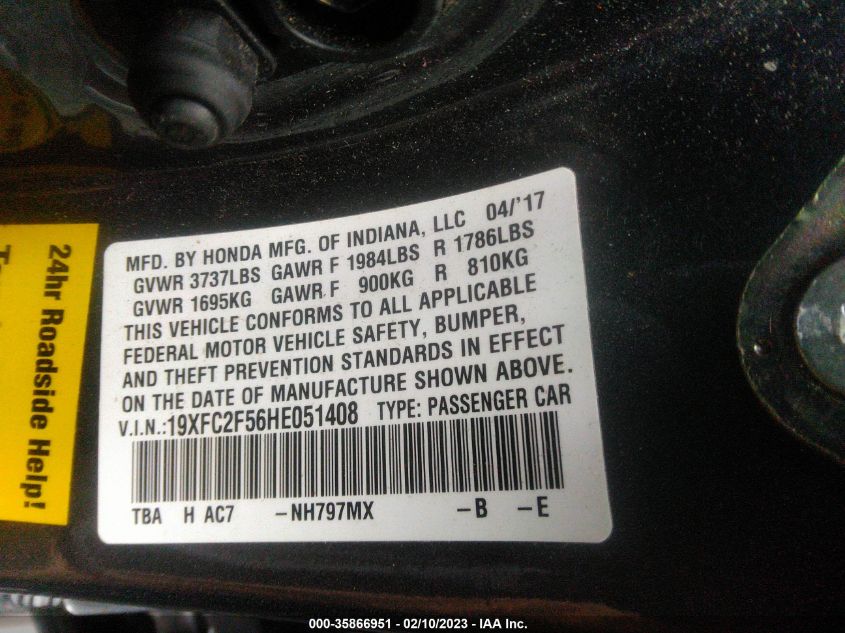 MFD. BY HONDA MFG. OF INDIANA, LLC 04/'17
GVWR 3737LBS GAWR F 1984LBS R 1786LBS
GVWR 1695KG GAWR F 900KG R 810KG
THIS VEHICLE CONFORMS TO ALL APPLICABLE
FEDERAL MOTOR VEHICLE SAFETY, BUMPER,
AND THEFT PREVENTION STANDARDS IN EFFECT
ON THE DATE OF MANUFACTURE SHOWN ABOVE.
V.I.N.:19XFC2F56HE051408 TYPE: PASSENGER CAR
TBA H AC7 –NH797MX –B –E
24hr Roadside Help!
000-35866951 / 02/10/2023 - IAA Inc.